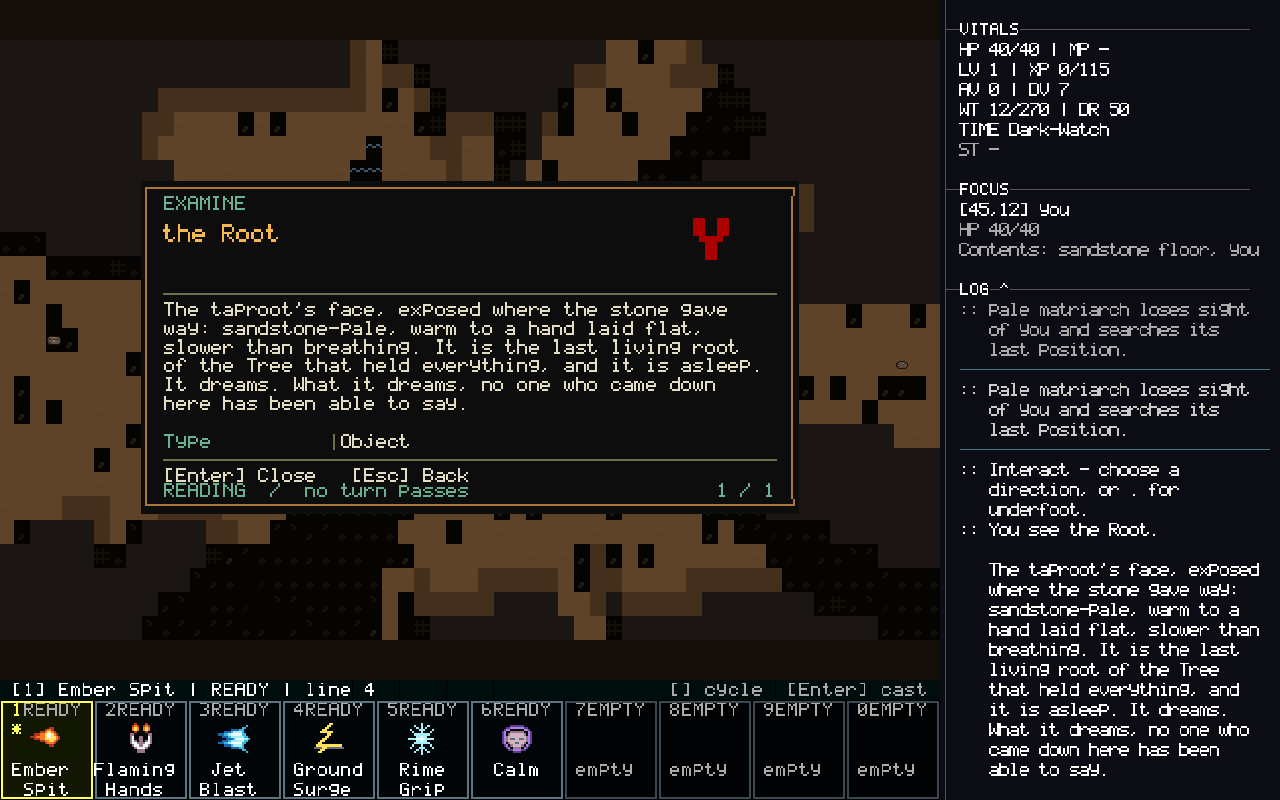 VITALS
HP 40/40 | MP -
LV 1 | XP 0/115
AV 0 | DV 7
WT 12/270 | DR 50
TIME Dark-Watch
ST -
FOCUS
[45,12] You
HP 40/40
Contents: sandstone floor, You
LOG ^
:: Pale matriarch loses sight
of You and searches its
last Position.
:: Pale matriarch loses sight
of You and searches its
last Position.
:: Interact - choose a
direction, or . for
underfoot.
:: You see the Root.
The taproot's face, exposed
where the stone gave way:
sandstone-Pale, warm to a
hand laid flat, slower than
breathing. It is the last
living root of the Tree
that held everything, and
it is asleep. It dreams.
What it dreams, no one who
came down here has been
able to say.
EXAMINE
the Root
The taproot's face, exposed where the stone gave
way: sandstone-Pale, warm to a hand laid flat,
slower than breathing. It is the last living root
of the Tree that held everything, and it is asleep.
It dreams. What it dreams, no one who came down
here has been able to say.
Type |Object
[Enter] Close [Esc] Back
READING / no turn Passes 1 / 1
[1] Ember Spit | READY | line 4 [] cycle [Enter] cast
1READY 2READY 3READY 4READY 5READY 6READY 7EMPTY 8EMPTY 9EMPTY 0EMPTY
*
Ember Flaming Jet Ground Rime Calm empty empty empty empty
Spit Hands Blast Surge Grip